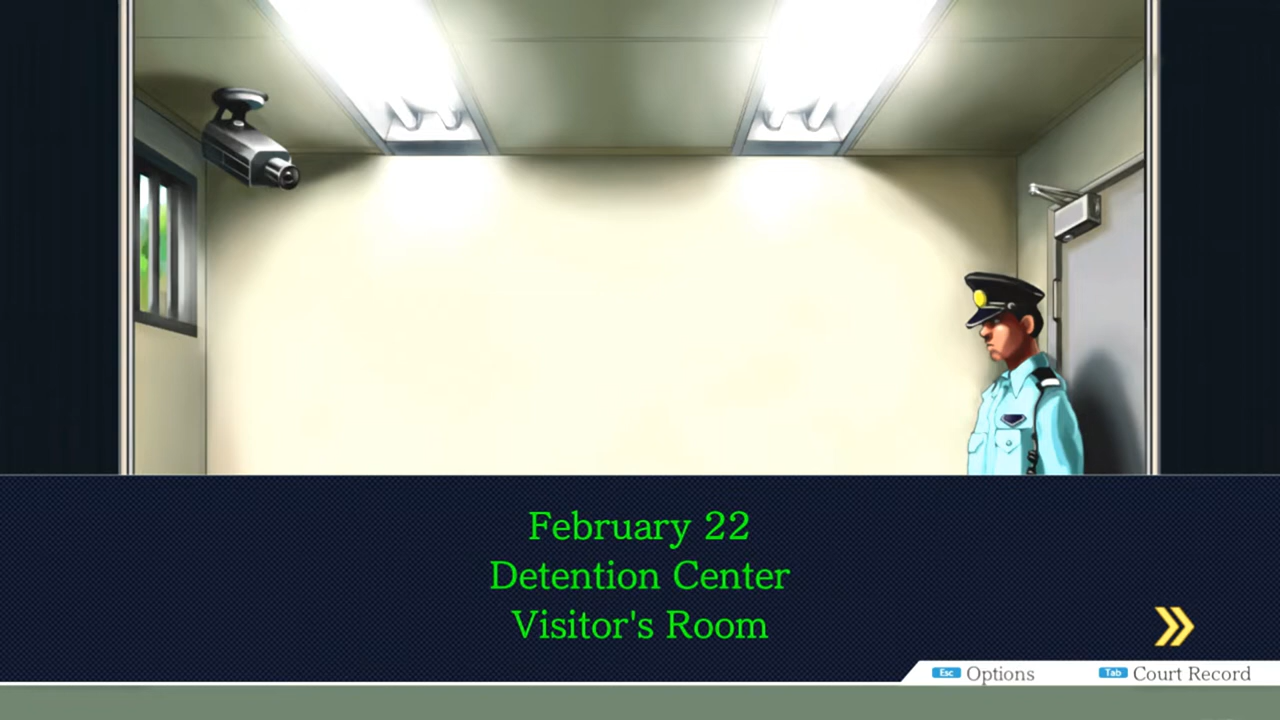 February 22
Detention Center
Visitor's Room
Esc Options Tab Court Record